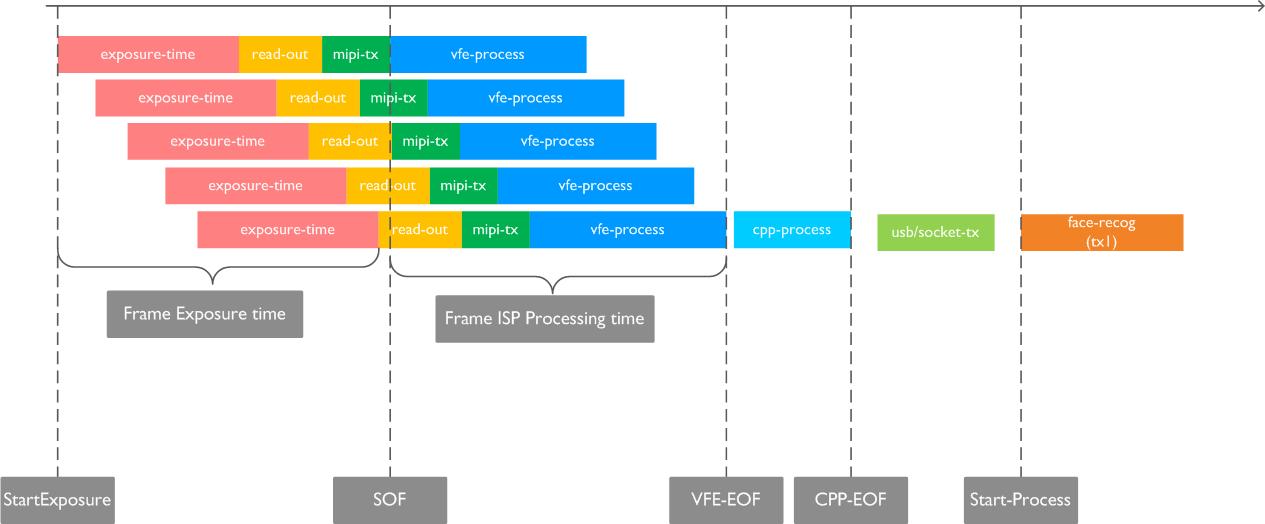 exposure-time read-out mipi-tx vfe-process
exposure-time read-out mipi-tx vfe-process
exposure-time read-out mipi-tx vfe-process
exposure-time read-out mipi-tx vfe-process
exposure-time read-out mipi-tx vfe-process cpp-process usb/socket-tx face-recog
(tx1)
Frame Exposure time
Frame ISP Processing time
StartExposure SOF VFE-EOF CPP-EOF Start-Process